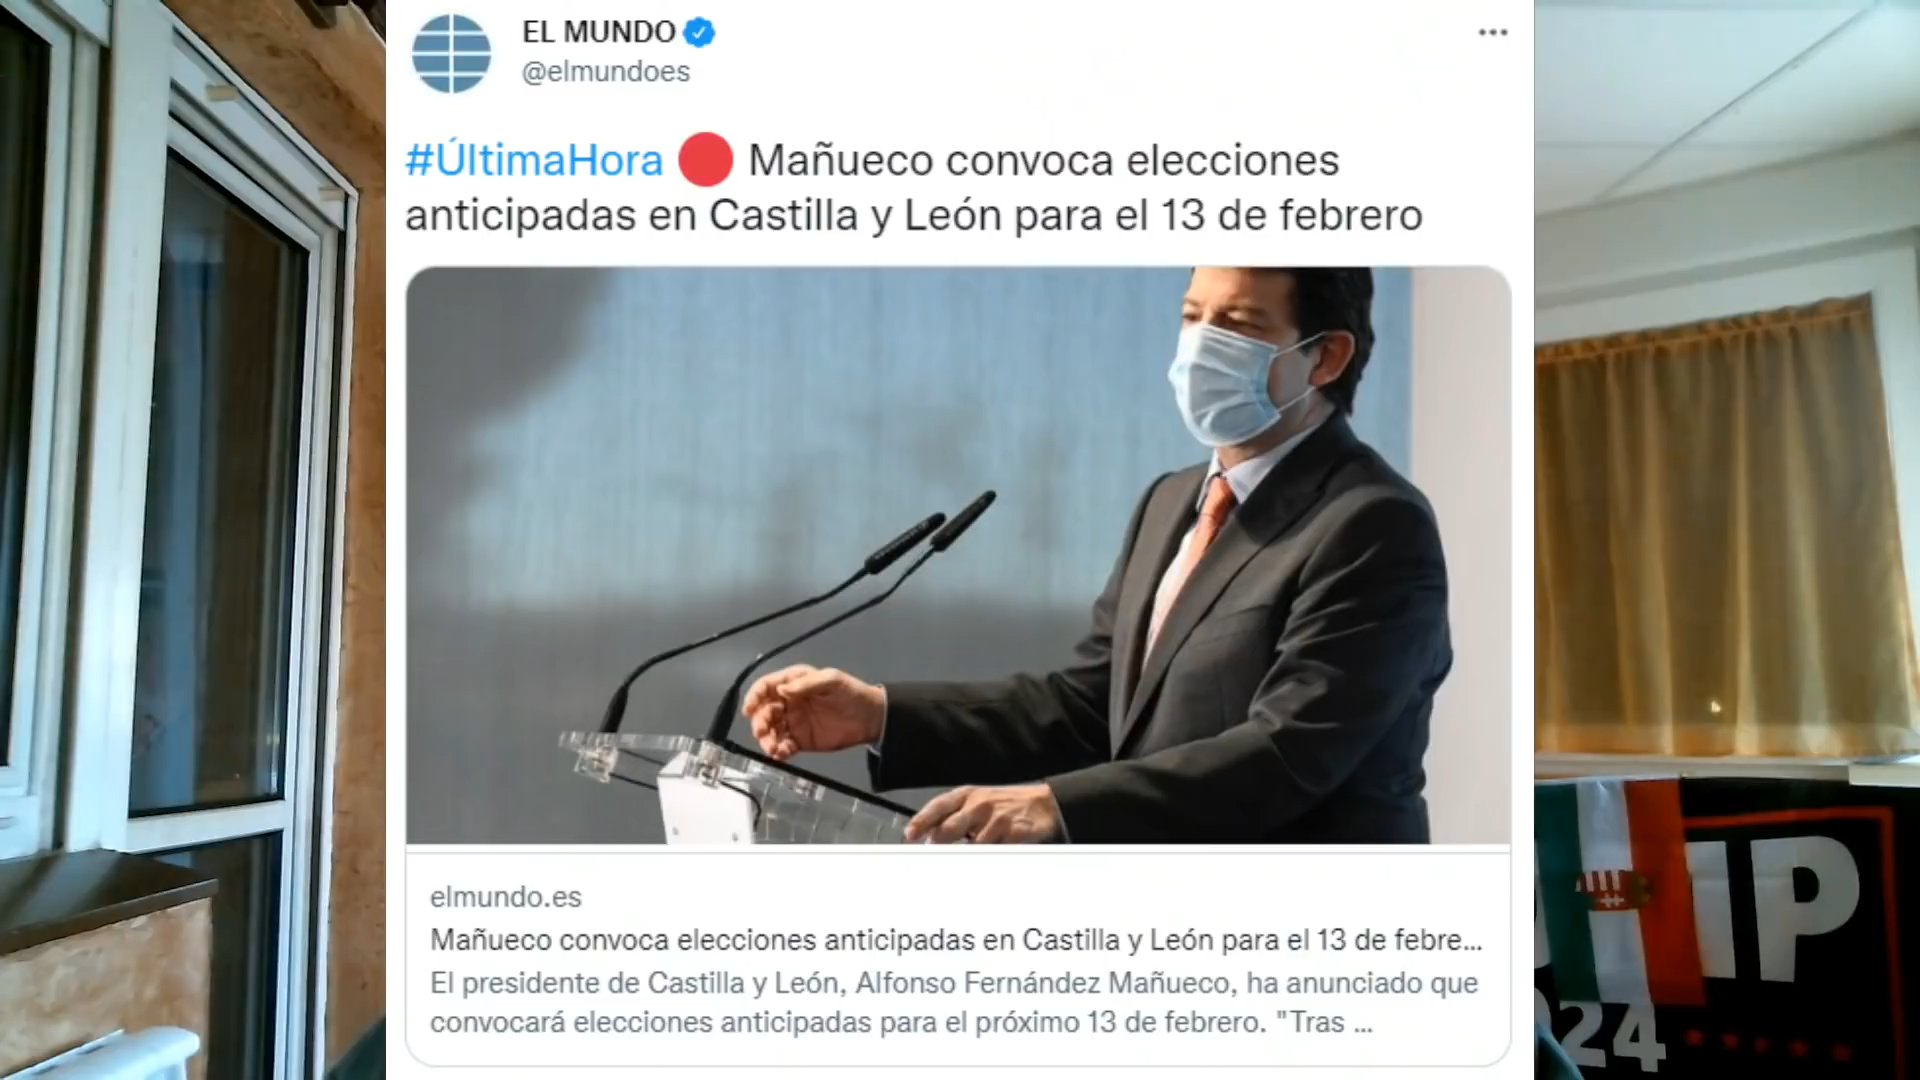 EL MUNDO
@elmundoes
#ÚltimaHora 🔴 Mañueco convoca elecciones
anticipadas en Castilla y León para el 13 de febrero
elmundo.es
Mañueco convoca elecciones anticipadas en Castilla y León para el 13 de febre...
El presidente de Castilla y León, Alfonso Fernández Mañueco, ha anunciado que
convocará elecciones anticipadas para el próximo 13 de febrero. "Tras ...
IP
24